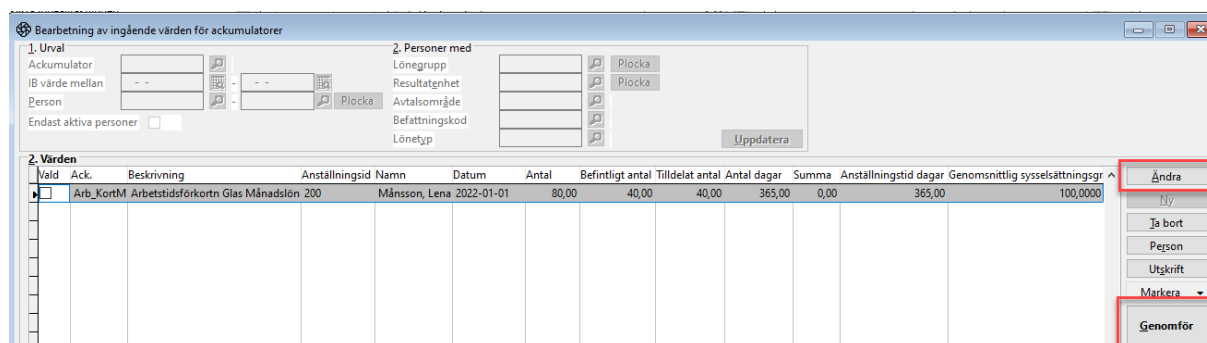 Bearbetning av ingående värden för ackumulatorer
1. Urval
Ackumulator
IB värde mellan - - - - -
Person - Plocka
Endast aktiva personer
2. Personer med
Lönegrupp Plocka
Resultatenhet Plocka
Avtalsområde
Befattningskod
Lönetyp Uppdatera
2. Värden
Vald Ack. Beskrivning Anställningsid Namn Datum Antal Befintligt antal Tilldelat antal Antal dagar Summa Anställningstid dagar Genomsnittlig sysselsättningsgr
Arb_KortM Arbetstidsförkortn Glas Månadslön 200 Månsson, Lena 2022-01-01 80,00 40,00 40,00 365,00 0,00 365,00 100,0000
Ändra
Ny
Ta bort
Person
Utskrift
Markera
Genomför